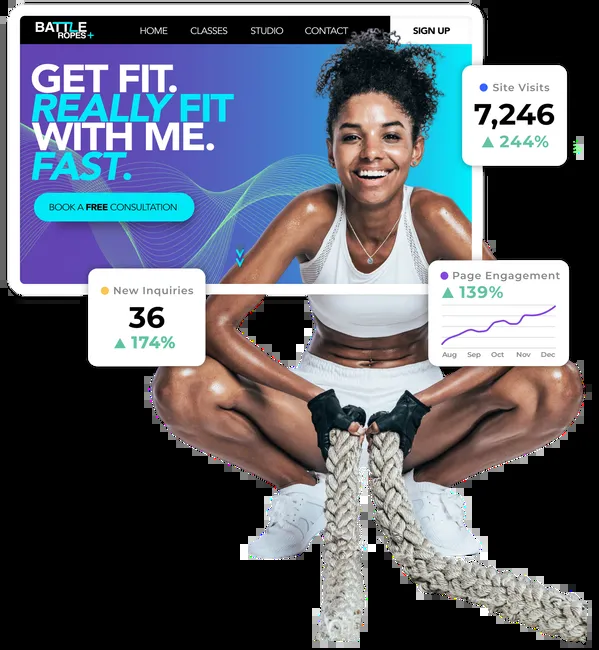 BATTLE
ROPES+
HOME CLASSES STUDIO CONTACT SIGN UP
GET FIT.
REALLY FIT
WITH ME.
FAST.
BOOK A FREE CONSULTATION
Site Visits
7,246
▲ 244%
New Inquiries
36
▲ 174%
Page Engagement
▲ 139%
Aug Sep Oct Nov Dec